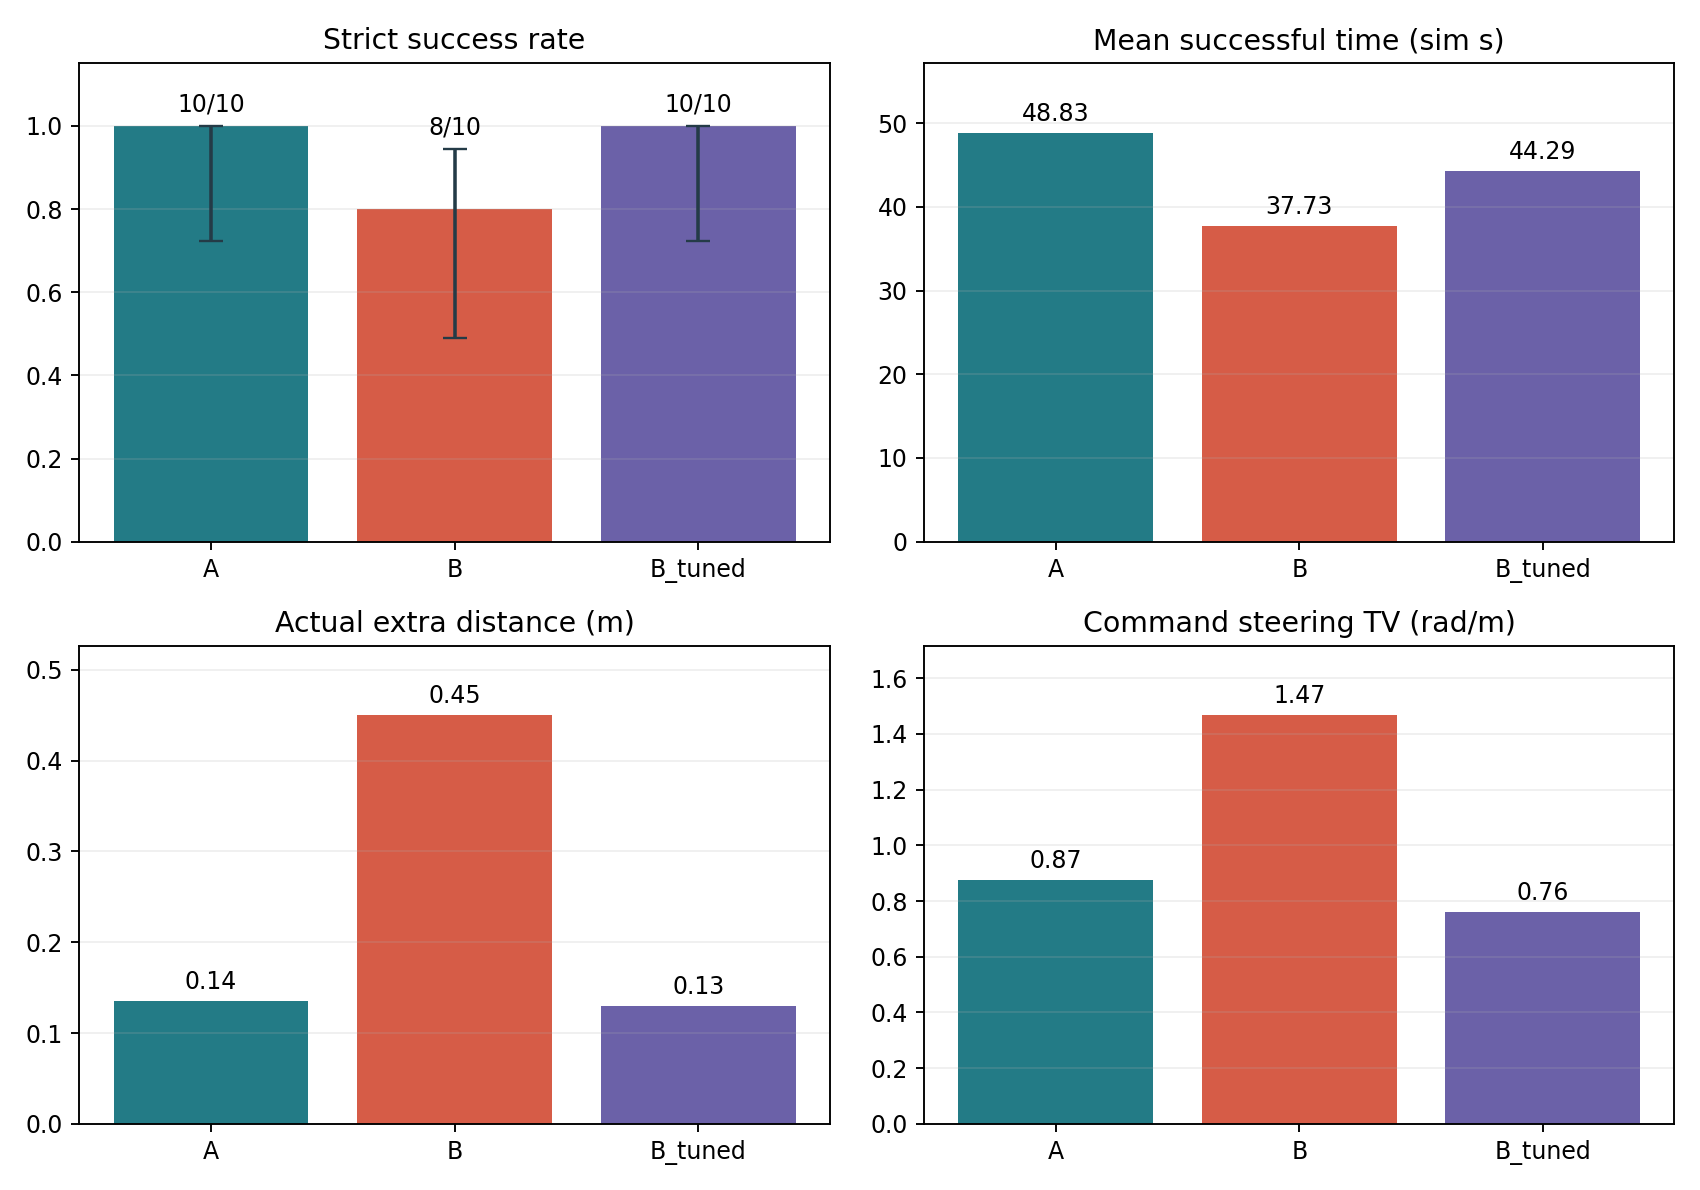 Strict success rate
10/10
8/10
10/10
1.0
0.8
0.6
0.4
0.2
0.0
A
B
B_tuned
Mean successful time (sim s)
48.83
37.73
44.29
50
40
30
20
10
0
A
B
B_tuned
Actual extra distance (m)
0.14
0.45
0.13
0.5
0.4
0.3
0.2
0.1
0.0
A
B
B_tuned
Command steering TV (rad/m)
0.87
1.47
0.76
1.6
1.4
1.2
1.0
0.8
0.6
0.4
0.2
0.0
A
B
B_tuned